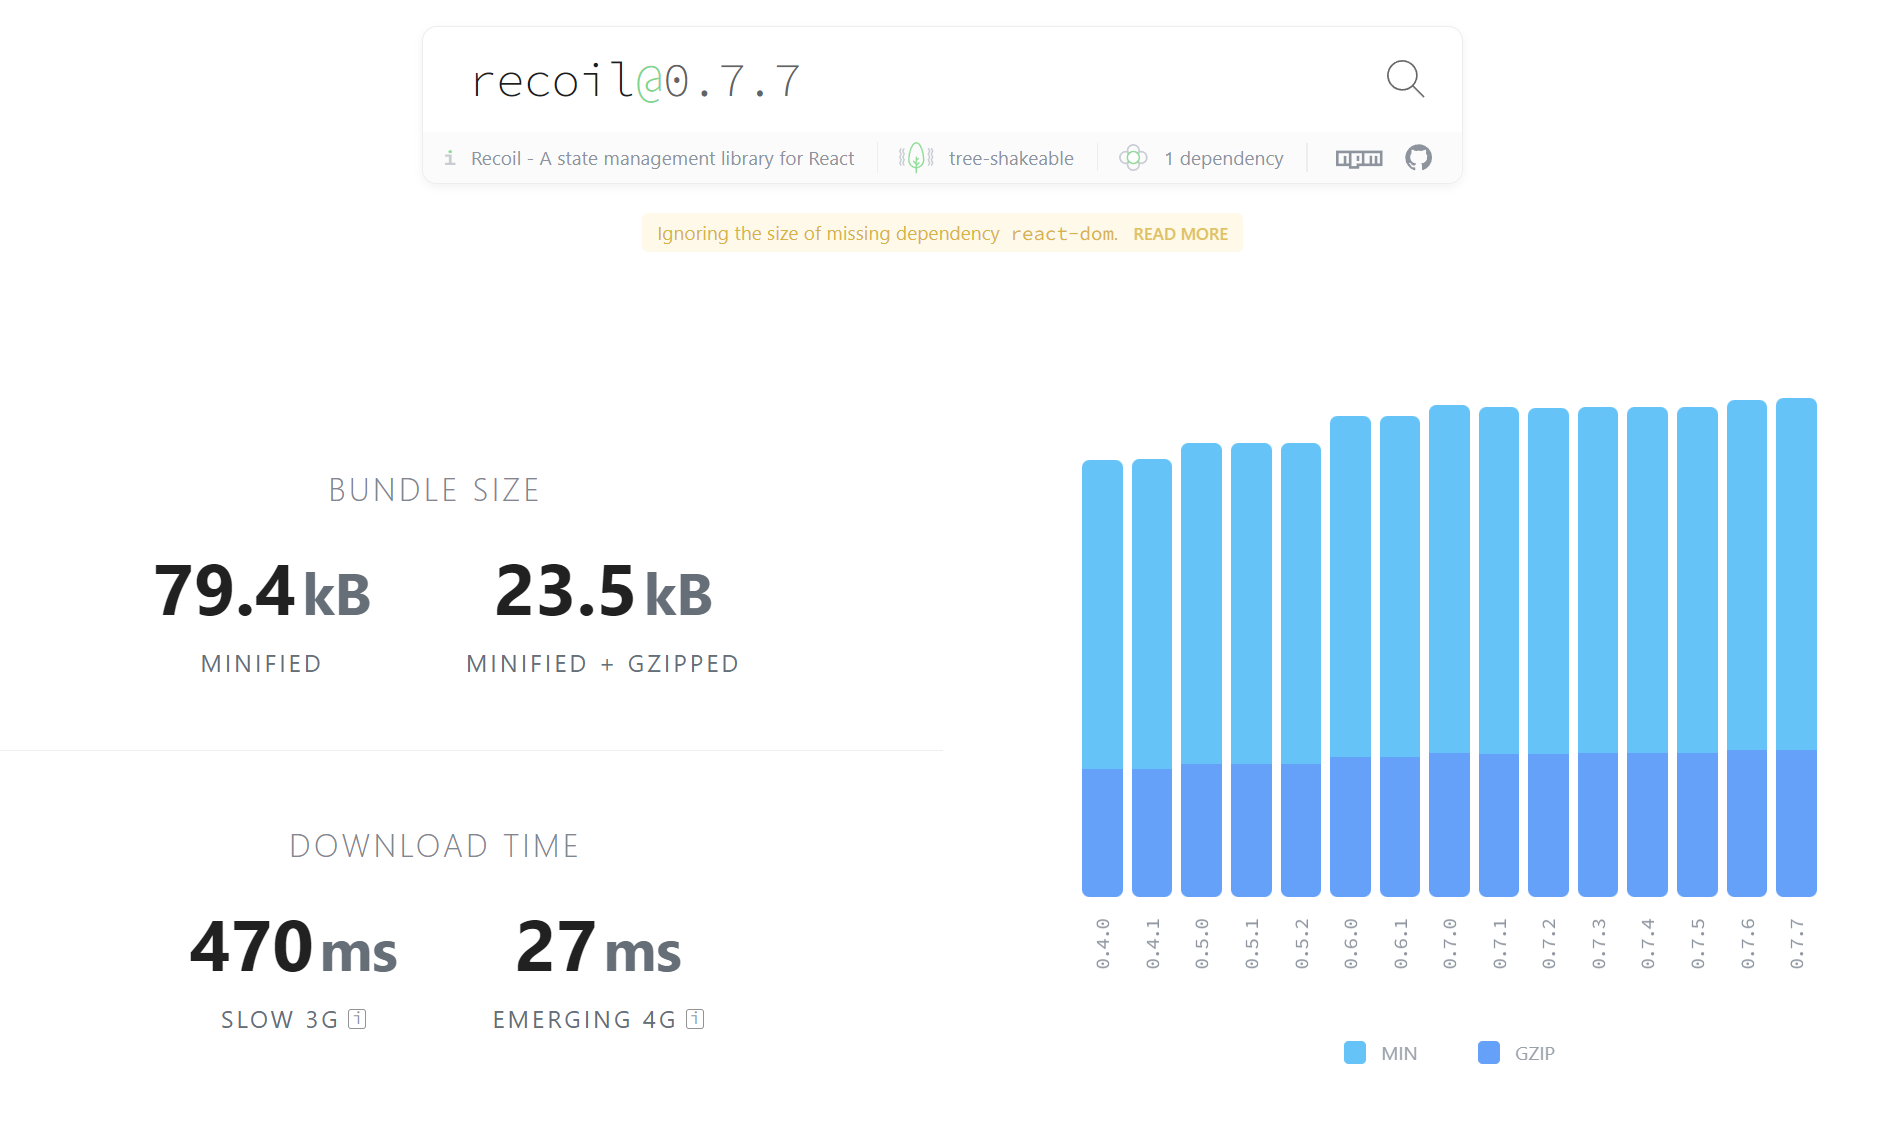 recoil@0.7.7
i Recoil - A state management library for React tree-shakeable 1 dependency npm
Ignoring the size of missing dependency react-dom. READ MORE
BUNDLE SIZE
79.4 kB 23.5 kB
MINIFIED MINIFIED + GZIPPED
DOWNLOAD TIME
470 ms 27 ms
SLOW 3G i EMERGING 4G i
0.4.0 0.4.1 0.5.0 0.5.1 0.5.2 0.6.0 0.6.1 0.7.0 0.7.1 0.7.2 0.7.3 0.7.4 0.7.5 0.7.6 0.7.7
MIN GZIP